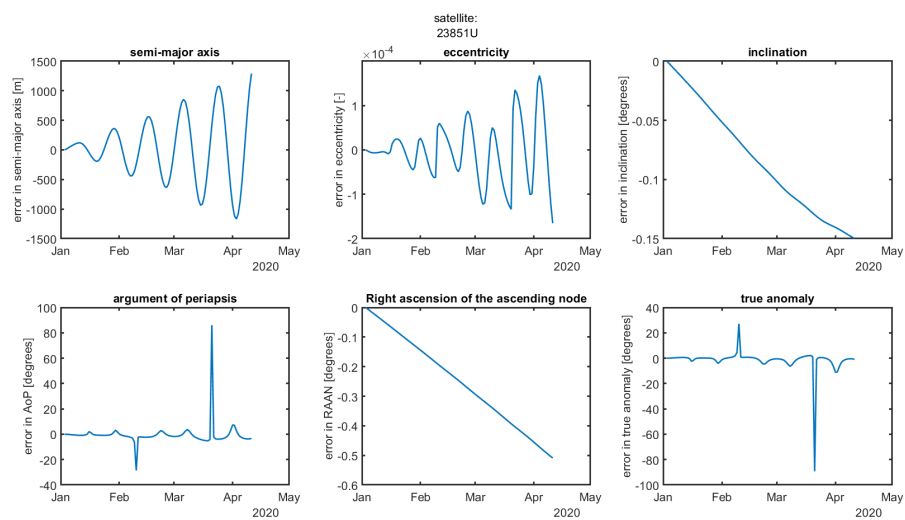 satellite:
23851U
semi-major axis
error in semi-major axis [m]
1500
1000
500
0
-500
-1000
-1500
Jan Feb Mar Apr May
2020
eccentricity
×10⁻⁴
error in eccentricity [-]
1
0
-1
-2
Jan Feb Mar Apr May
2020
inclination
error in inclination [degrees]
0
-0.05
-0.1
-0.15
Jan Feb Mar Apr May
2020
argument of periapsis
error in AoP [degrees]
100
80
60
40
20
0
-20
-40
Jan Feb Mar Apr May
2020
Right ascension of the ascending node
error in RAAN [degrees]
0
-0.1
-0.2
-0.3
-0.4
-0.5
-0.6
Jan Feb Mar Apr May
2020
true anomaly
error in true anomaly [degrees]
40
20
0
-20
-40
-60
-80
-100
Jan Feb Mar Apr May
2020